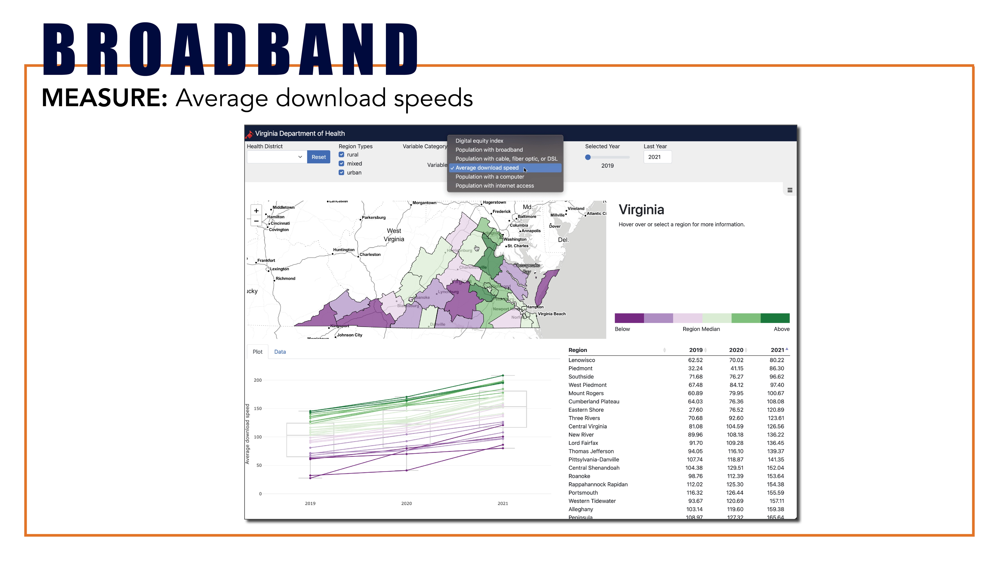 BROADBAND
MEASURE: Average download speeds
Virginia Department of Health
Health District
Reset
Region Types
rural
mixed
urban
Variable Category
Variable
Digital equity index
Population with broadband
Population with cable, fiber optic, or DSL
✓ Average download speed
Population with a computer
Population with internet access
Selected Year
2019
Last Year
2021
+
−
Lancaster
Morgantown
Hagerstown
Md.
Vineland
Middletown
Frederick
Millville
Atlantic Ci
Hamilton
Parkersburg
Baltimore
Cincinnati
Columbia
Dover
Covington
Annapolis
West
Virginia
Arlington
Washington
Del.
St. Charles
Huntington
Harrisonburg
Charleston
Frankfort
Lexington
Charlottesville
Chesapeake
Bay
Richmond
Virginia
Richmond
ucky
Lynchburg
Roanoke
Petersburg
Blacksburg
Newport News
Hampton
Virginia Beach
Norfolk
Danville
Kingsport
Johnson City
Morristown
Virginia
Hover over or select a region for more information.
Below Region Median Above
Plot Data
Average download speed
200
150
100
50
0
2019 2020 2021
Region 2019 2020 2021
Lenowisco 62.52 70.02 80.22
Piedmont 32.24 41.15 86.30
Southside 71.68 76.27 96.62
West Piedmont 67.48 84.12 97.40
Mount Rogers 60.89 79.95 100.67
Cumberland Plateau 64.03 76.36 108.08
Eastern Shore 27.60 76.52 120.89
Three Rivers 70.68 92.60 123.61
Central Virginia 81.08 104.59 126.56
New River 89.96 108.18 136.22
Lord Fairfax 91.70 109.28 136.45
Thomas Jefferson 94.05 116.10 139.37
Pittsylvania-Danville 107.74 118.87 141.35
Central Shenandoah 104.38 129.51 152.04
Roanoke 98.76 112.39 153.64
Rappahannock Rapidan 112.02 125.30 154.38
Portsmouth 116.32 126.44 155.59
Western Tidewater 93.67 120.69 157.11
Alleghany 103.14 119.60 159.38
Peninsula 108.97 127.32 165.64